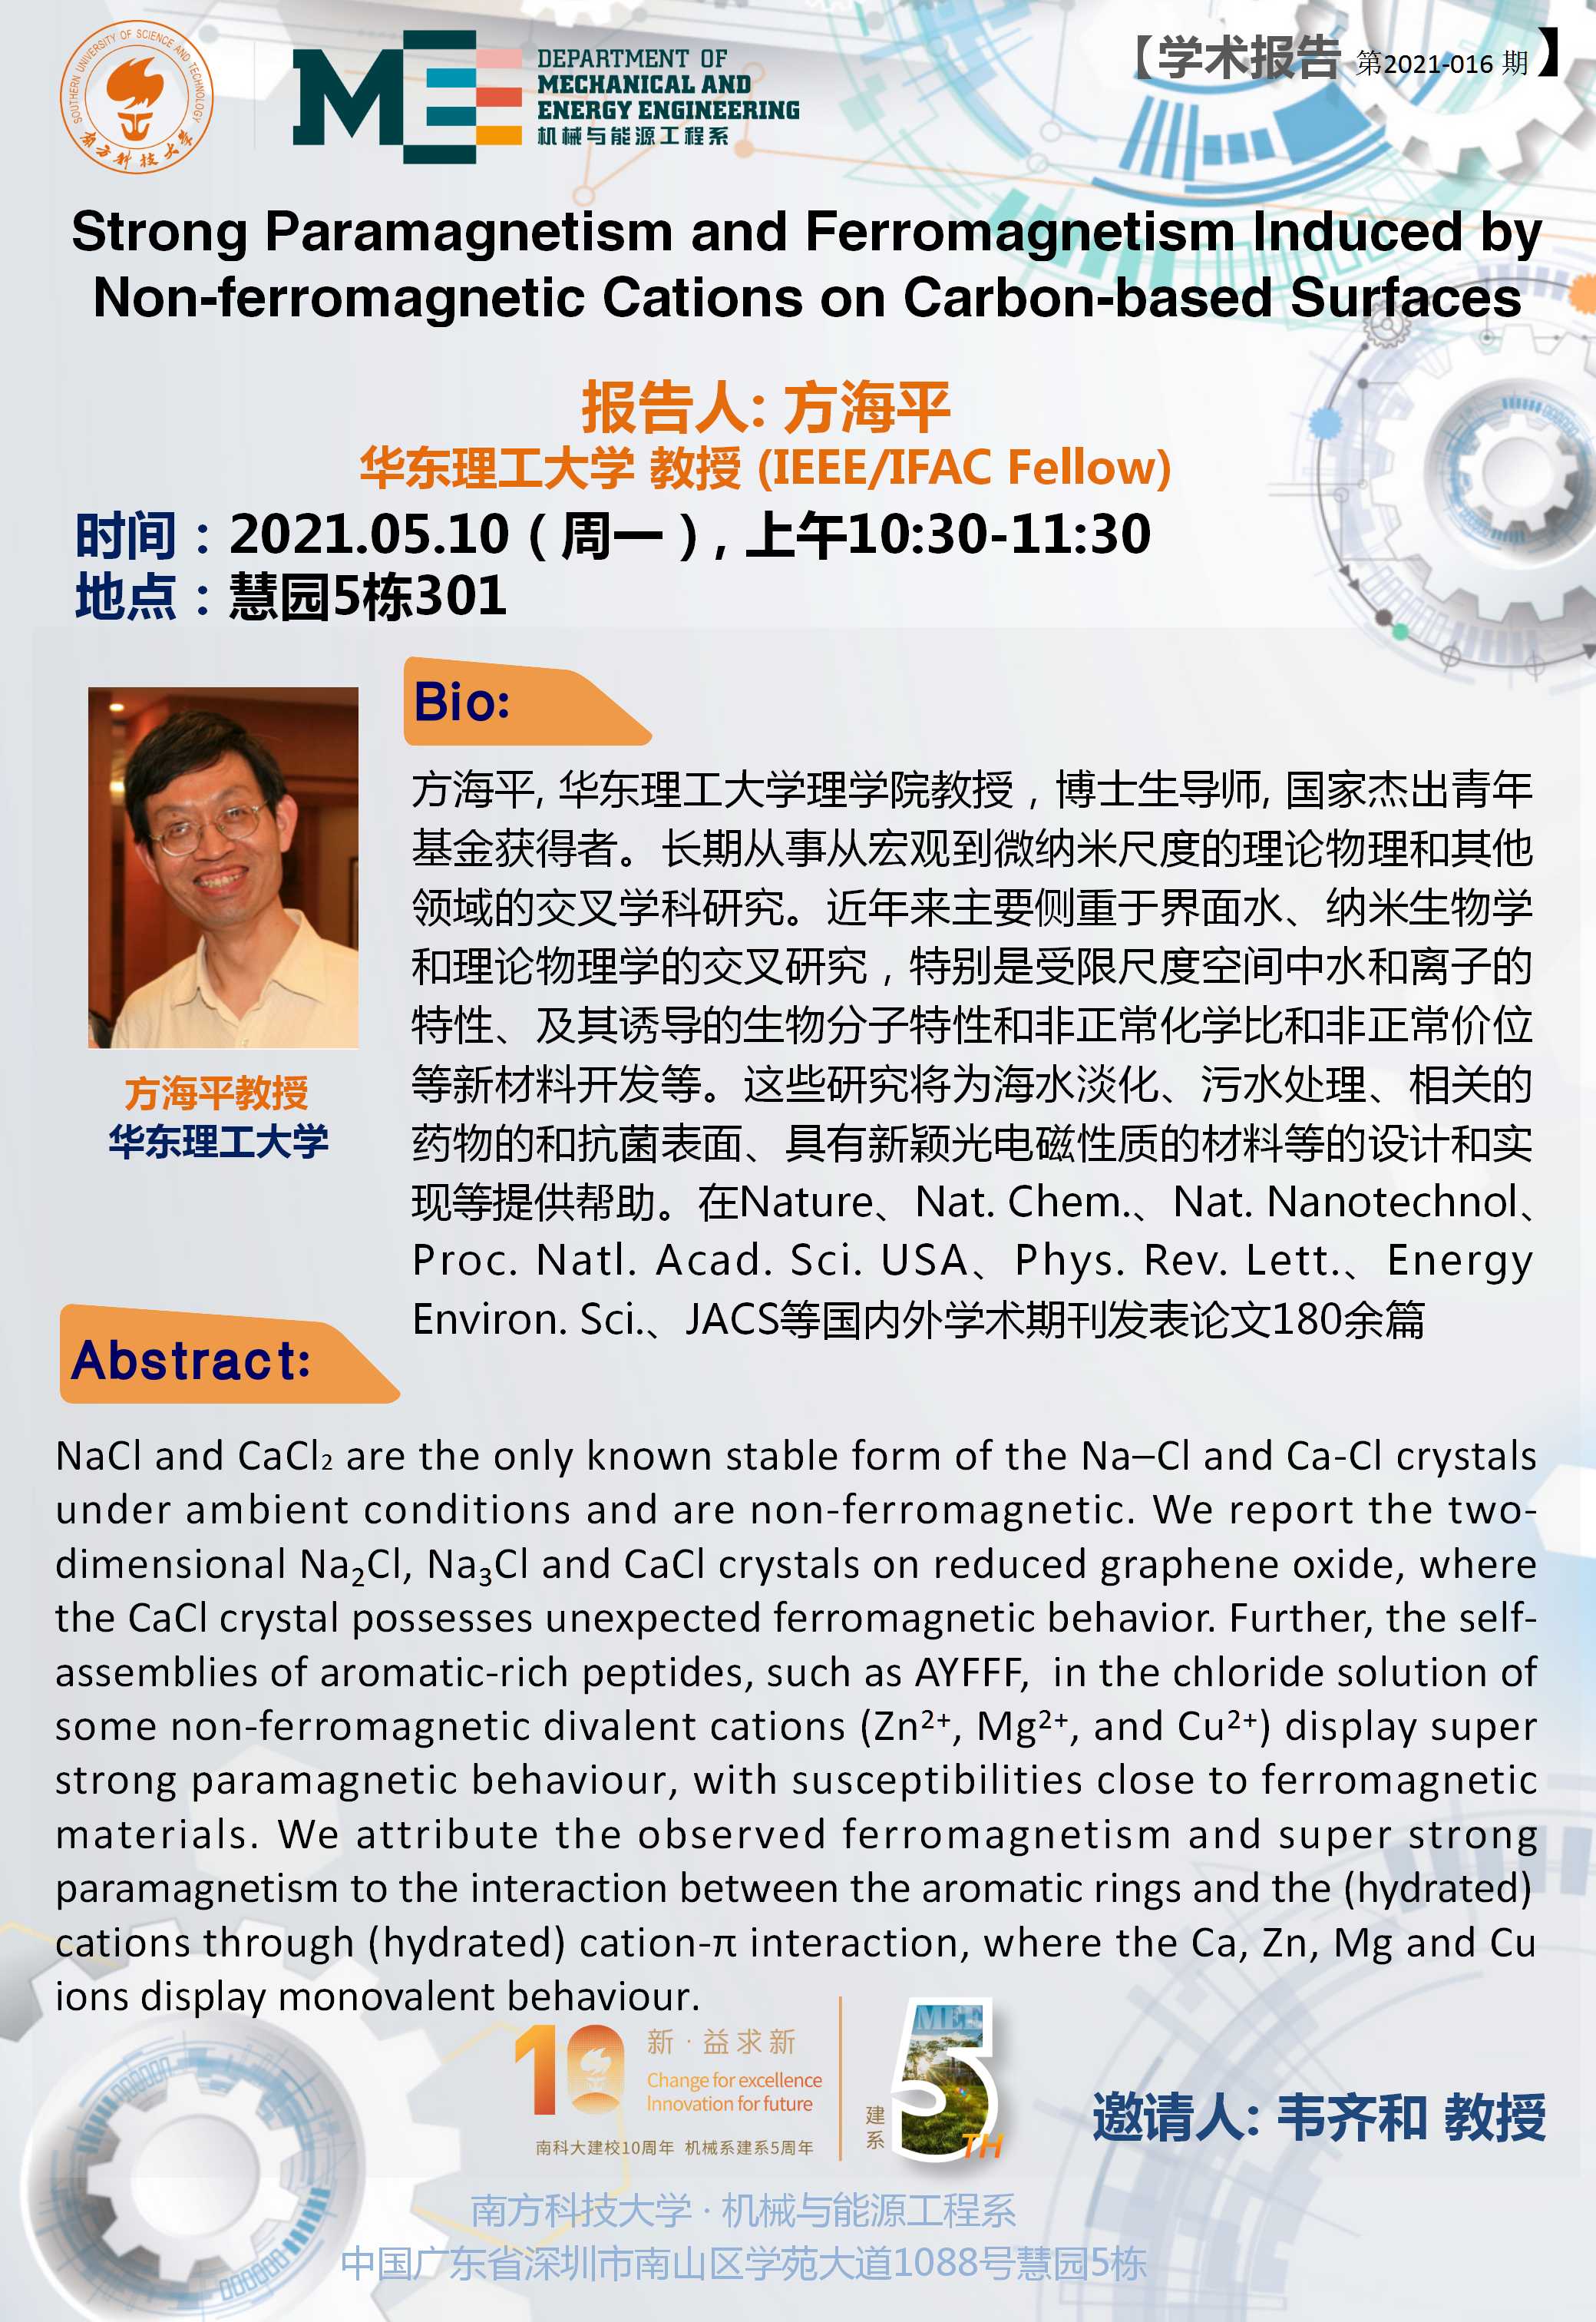 SOUTHERN UNIVERSITY OF SCIENCE AND TECHNOLOGY
南方科技大学
MEE
DEPARTMENT OF
MECHANICAL AND
ENERGY ENGINEERING
机械与能源工程系
【学术报告 第2021-016 期】
Strong Paramagnetism and Ferromagnetism Induced by
Non-ferromagnetic Cations on Carbon-based Surfaces
报告人: 方海平
华东理工大学 教授 (IEEE/IFAC Fellow)
时间：2021.05.10（周一）, 上午10:30-11:30
地点：慧园5栋301
Bio:
方海平, 华东理工大学理学院教授，博士生导师, 国家杰出青年
基金获得者。长期从事从宏观到微纳米尺度的理论物理和其他
领域的交叉学科研究。近年来主要侧重于界面水、纳米生物学
和理论物理学的交叉研究，特别是受限尺度空间中水和离子的
特性、及其诱导的生物分子特性和非正常化学比和非正常价位
等新材料开发等。这些研究将为海水淡化、污水处理、相关的
药物的和抗菌表面、具有新颖光电磁性质的材料等的设计和实
现等提供帮助。在Nature、Nat. Chem.、Nat. Nanotechnol、
Proc. Natl. Acad. Sci. USA、Phys. Rev. Lett.、Energy
Environ. Sci.、JACS等国内外学术期刊发表论文180余篇
方海平教授
华东理工大学
Abstract:
NaCl and CaCl₂ are the only known stable form of the Na–Cl and Ca-Cl crystals
under ambient conditions and are non-ferromagnetic. We report the two-
dimensional Na₂Cl, Na₃Cl and CaCl crystals on reduced graphene oxide, where
the CaCl crystal possesses unexpected ferromagnetic behavior. Further, the self-
assemblies of aromatic-rich peptides, such as AYFFF, in the chloride solution of
some non-ferromagnetic divalent cations (Zn²⁺, Mg²⁺, and Cu²⁺) display super
strong paramagnetic behaviour, with susceptibilities close to ferromagnetic
materials. We attribute the observed ferromagnetism and super strong
paramagnetism to the interaction between the aromatic rings and the (hydrated)
cations through (hydrated) cation-π interaction, where the Ca, Zn, Mg and Cu
ions display monovalent behaviour.
10
新·益求新
Change for excellence
Innovation for future
南科大建校10周年 机械系建系5周年
建系
MEE
5TH
邀请人: 韦齐和 教授
南方科技大学·机械与能源工程系
中国广东省深圳市南山区学苑大道1088号慧园5栋